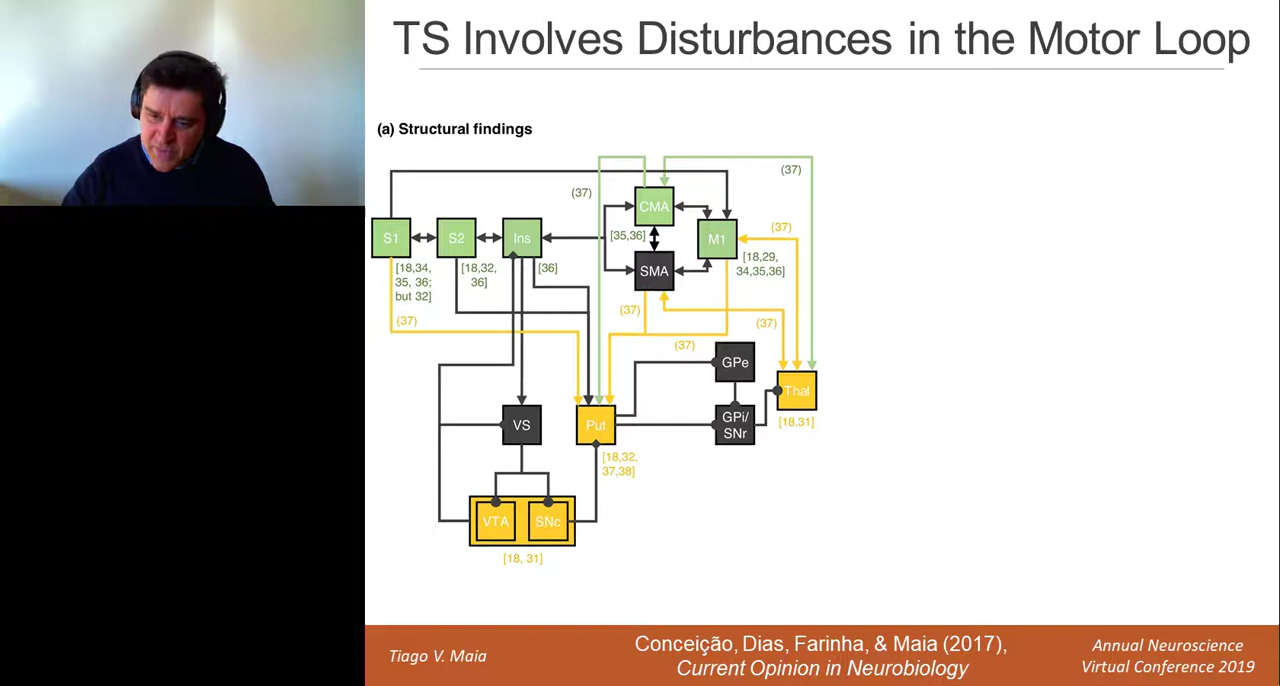 TS Involves Disturbances in the Motor Loop
(a) Structural findings
(37)
(37)
CMA
S1
S2
Ins
[35,36]
M1
(37)
[18,34,
35, 36;
but 32]
[18,32,
36]
[36]
SMA
[18,29,
34,35,36]
(37)
(37)
(37)
(37)
GPe
Thal
[18,31]
VS
Put
GPi/
SNr
[18,32,
37,38]
VTA
SNc
[18, 31]
Tiago V. Maia
Conceição, Dias, Farinha, & Maia (2017),
Current Opinion in Neurobiology
Annual Neuroscience
Virtual Conference 2019